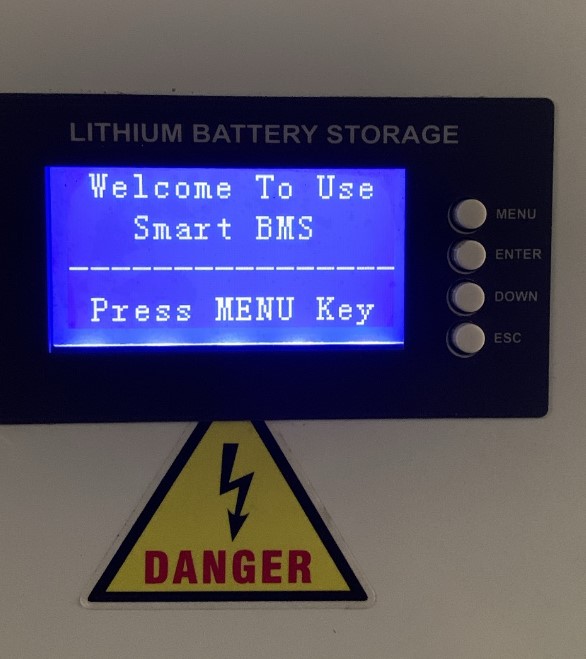 LITHIUM BATTERY STORAGE
Welcome To Use
Smart BMS
----------------
Press MENU Key
MENU
ENTER
DOWN
ESC
DANGER